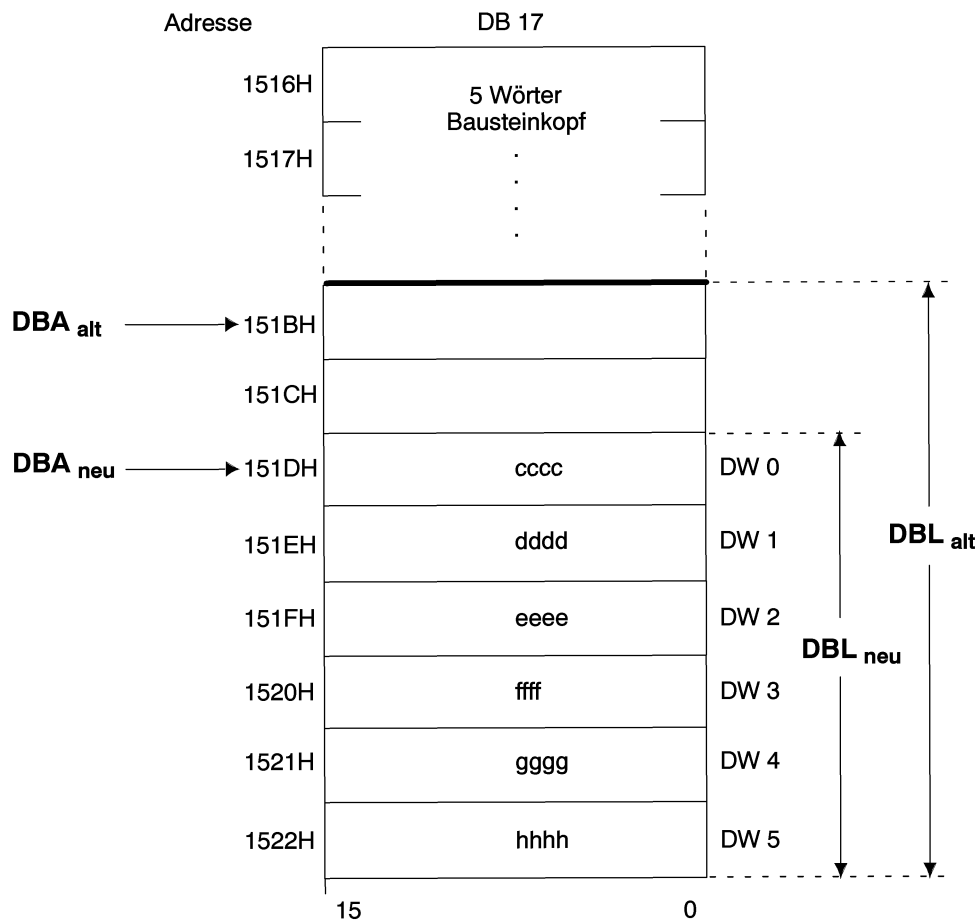 Adresse DB 17
1516H
5 Wörter
Bausteinkopf
1517H
DBA alt 151BH
151CH
DBA neu 151DH cccc DW 0
151EH dddd DW 1
DBL alt
151FH eeee DW 2
DBL neu
1520H ffff DW 3
1521H gggg DW 4
1522H hhhh DW 5
15 0